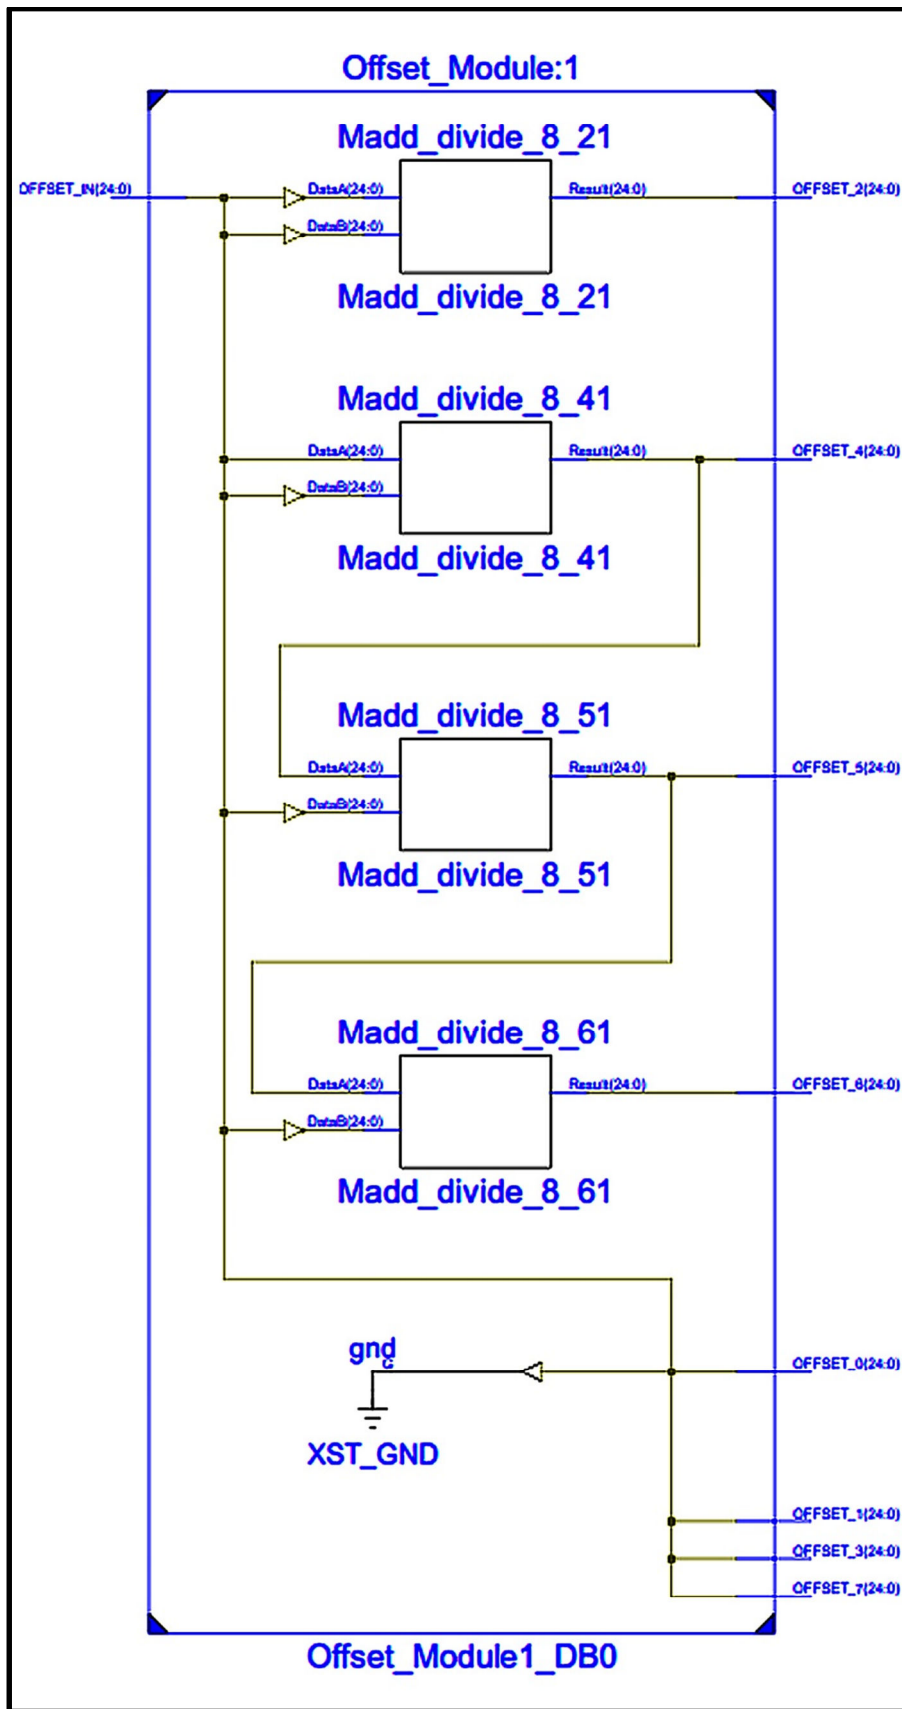 Offset_Module:1
Madd_divide_8_21
OFFSET_IN(24:0)
DataA(24:0)
Result(24:0)
OFFSET_2(24:0)
DataB(24:0)
Madd_divide_8_21
Madd_divide_8_41
DataA(24:0)
Result(24:0)
OFFSET_4(24:0)
DataB(24:0)
Madd_divide_8_41
Madd_divide_8_51
DataA(24:0)
Result(24:0)
OFFSET_5(24:0)
DataB(24:0)
Madd_divide_8_51
Madd_divide_8_61
DataA(24:0)
Result(24:0)
OFFSET_6(24:0)
DataB(24:0)
Madd_divide_8_61
gnd
G
OFFSET_0(24:0)
XST_GND
OFFSET_1(24:0)
OFFSET_3(24:0)
OFFSET_7(24:0)
Offset_Module1_DB0